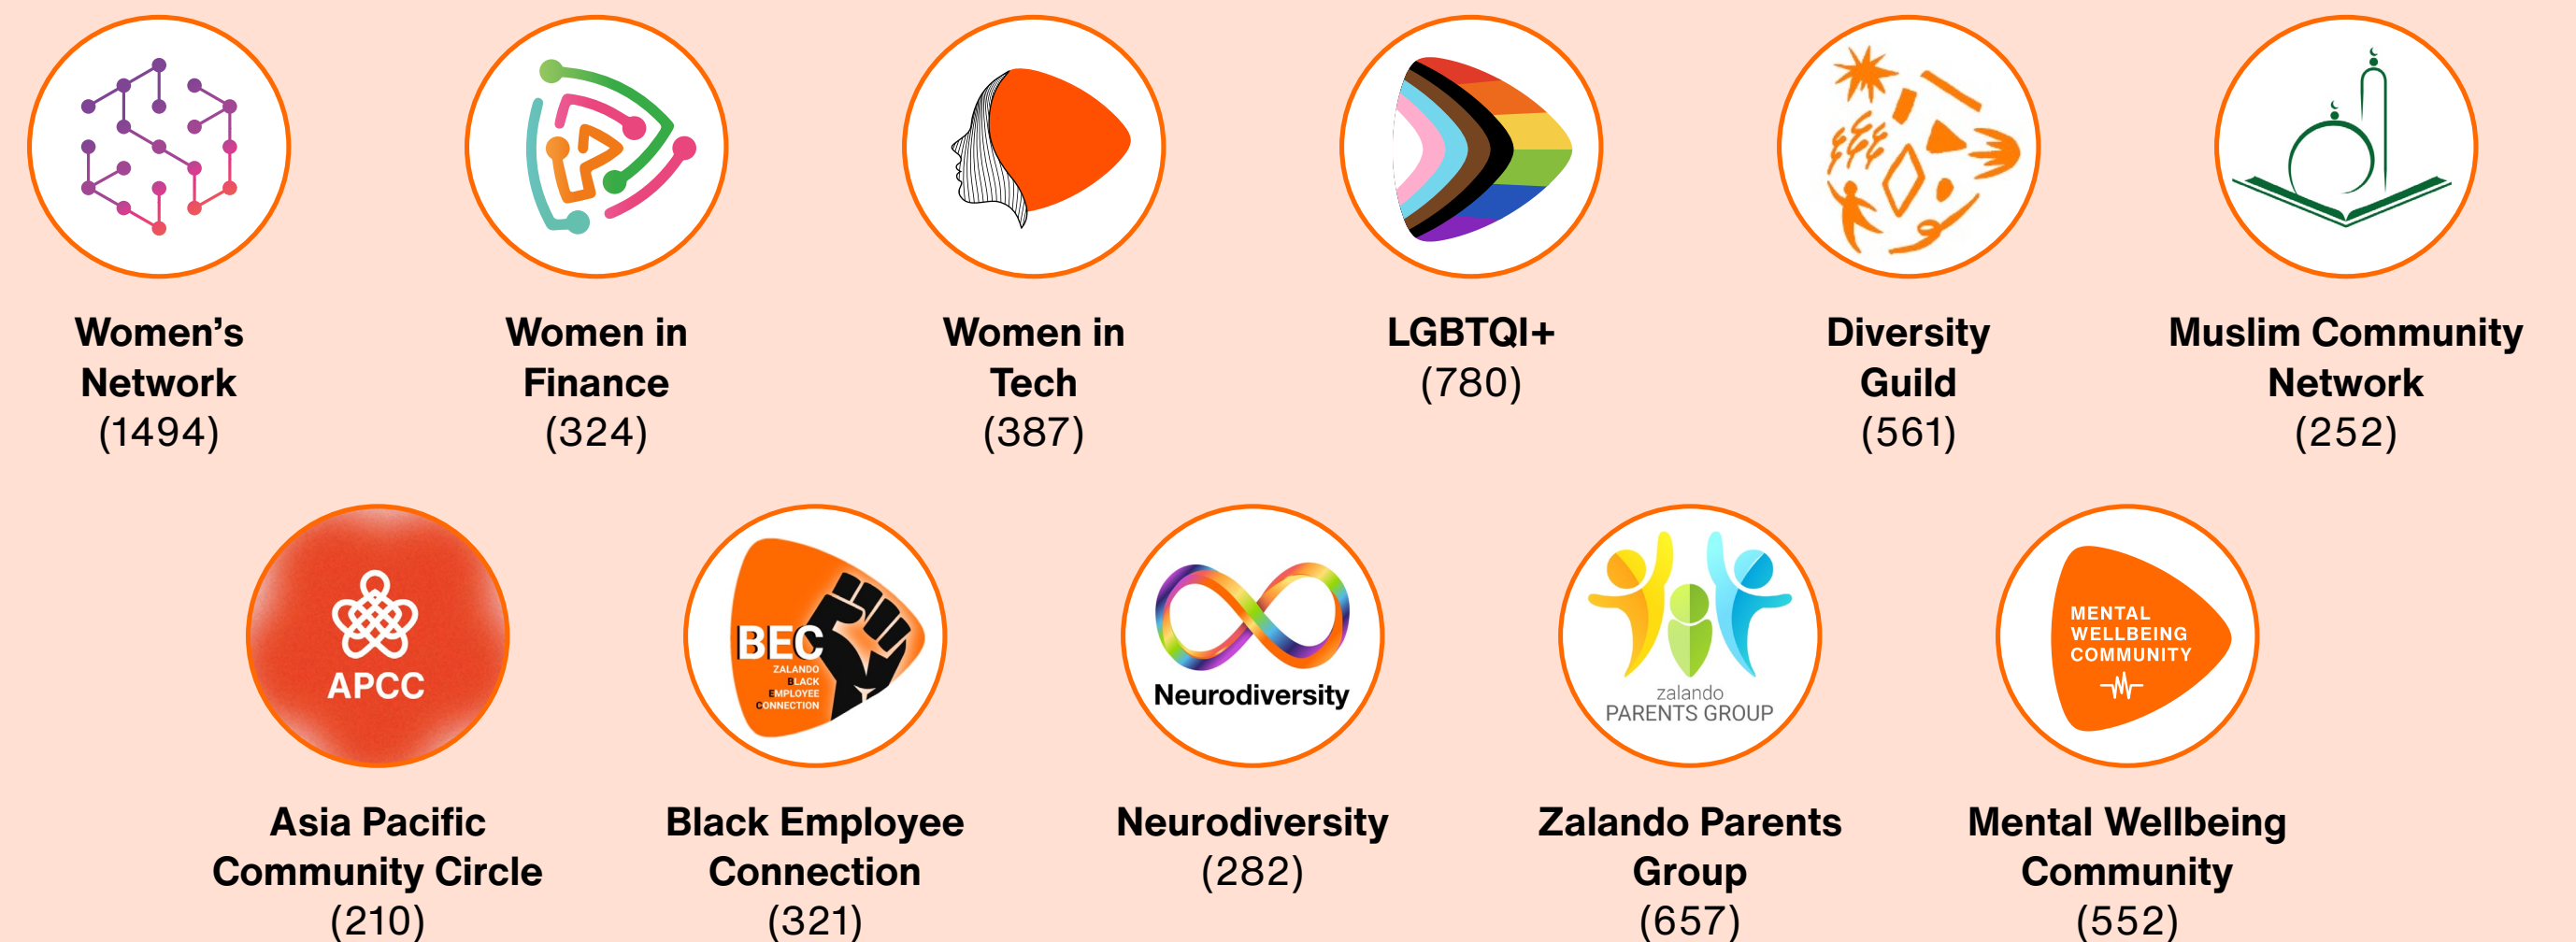 Women's
Network
(1494)
Women in
Finance
(324)
Women in
Tech
(387)
LGBTQI+
(780)
Diversity
Guild
(561)
Muslim Community
Network
(252)
APCC
Asia Pacific
Community Circle
(210)
BEC
ZALANDO
BLACK
EMPLOYEE
CONNECTION
Black Employee
Connection
(321)
Neurodiversity
Neurodiversity
(282)
zalando
PARENTS GROUP
Zalando Parents
Group
(657)
MENTAL
WELLBEING
COMMUNITY
Mental Wellbeing
Community
(552)